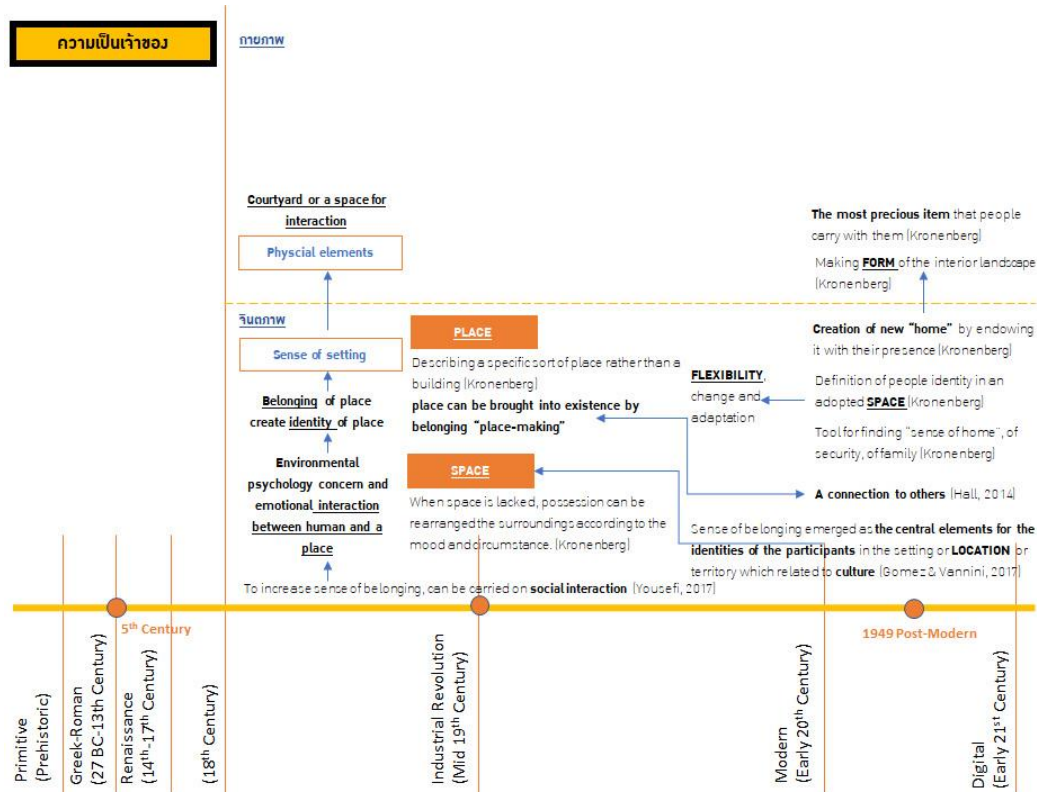 ความเป็นเจ้าของ
กายภาพ
Courtyard or a space for
interaction
Physcial elements
The most precious item that people
carry with them (Kronenberg)
Making FORM of the interior landscape
(Kronenberg)
จินตภาพ
Sense of setting
Belonging of place
create identity of place
Environmental
psychology concern and
emotional interaction
between human and a
place
To increase sense of belonging, can be carried on social interaction (Yousefi, 2017)
PLACE
Describing a specific sort of place rather than a
building (Kronenberg)
place can be brought into existence by
belonging "place-making"
SPACE
When space is lacked, possession can be
rearranged the surroundings according to the
mood and circumstance. (Kronenberg)
FLEXIBILITY,
change and
adaptation
Creation of new "home" by endowing
it with their presence (Kronenberg)
Definition of people identity in an
adopted SPACE (Kronenberg)
Tool for finding "sense of home", of
security, of family (Kronenberg)
A connection to others (Hall, 2014)
Sense of belonging emerged as the central elements for the
identities of the participants in the setting or LOCATION or
territory which related to culture (Gomez & Vannini, 2017)
5th Century
1949 Post-Modern
Primitive
(Prehistoric)
Greek-Roman
(27 BC-13th Century)
Renaissance
(14th-17th Century)
(18th Century)
Industrial Revolution
(Mid 19th Century)
Modern
(Early 20th Century)
Digital
(Early 21st Century)